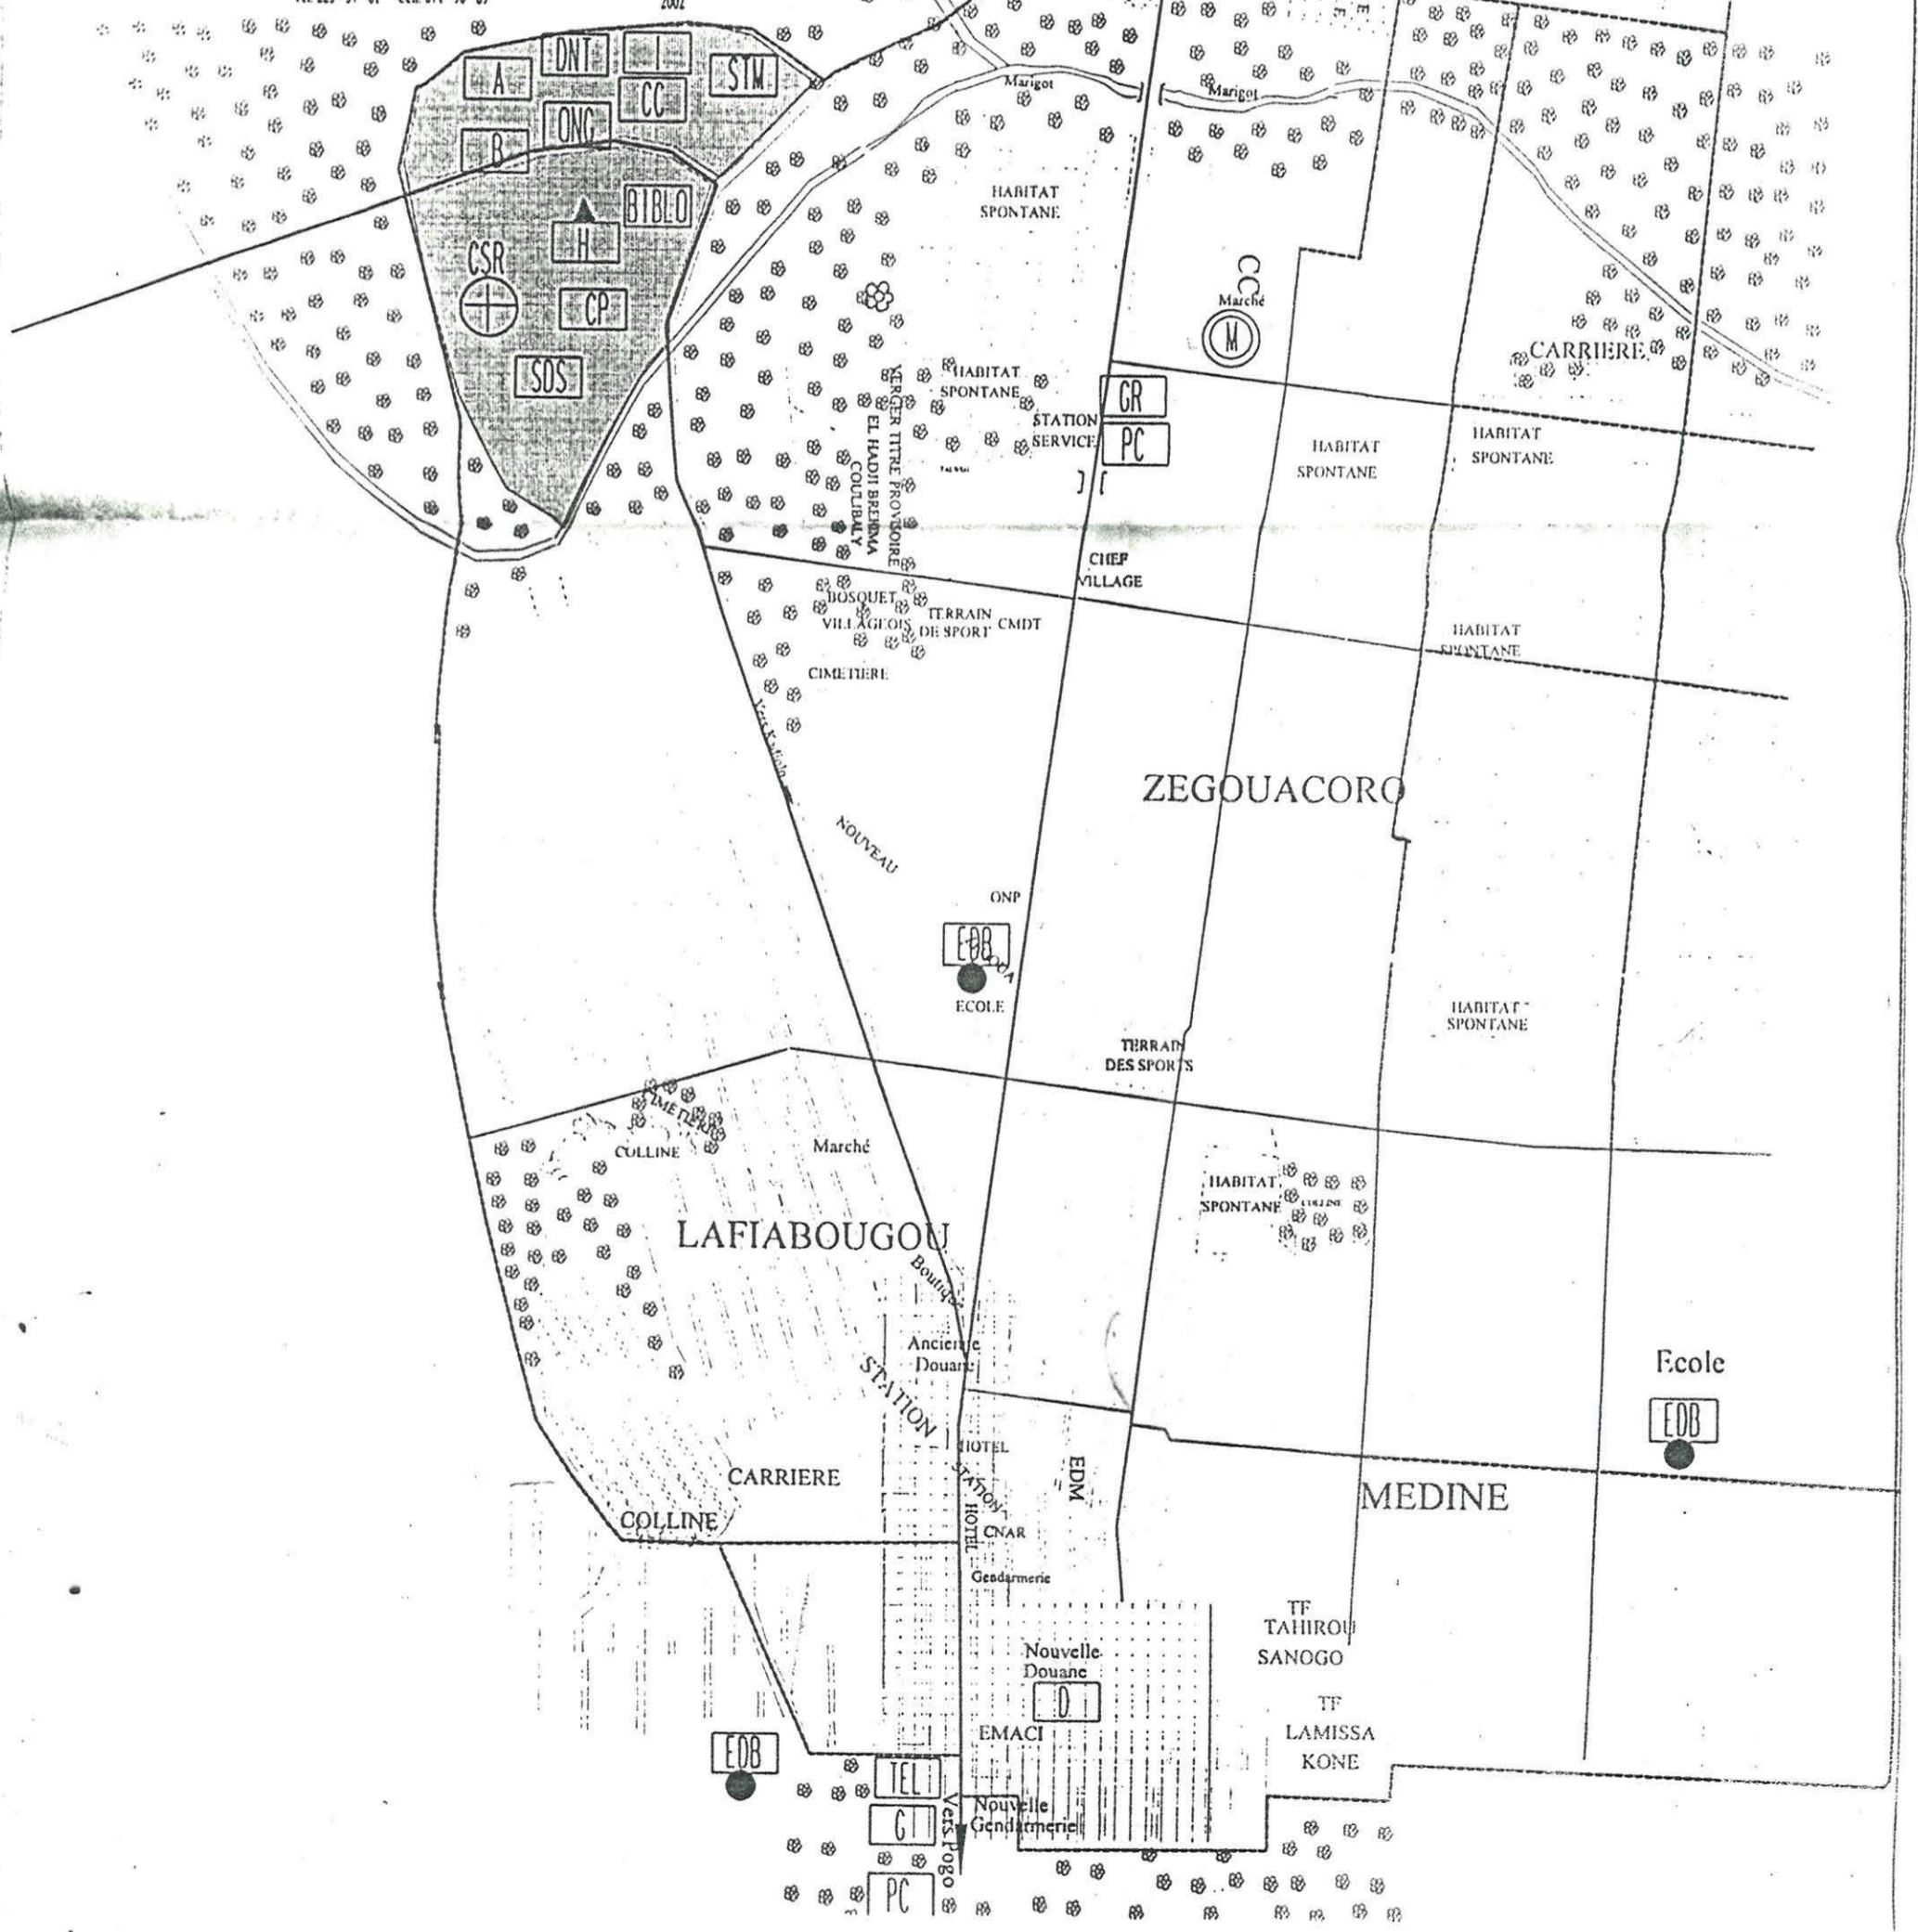 2002
DNT
I
A
STM
CC
ONG
B
Marigot
Marigot
BIBLO
HABITAT
SPONTANE
H
CSR
CP
CC
Marché
M
CARRIERE
SDS
HABITAT
SPONTANE
VERGER TITRE PROVISOIRE
EL HADJI BREHIMA
COULIBALY
GR
STATION
SERVICE
PC
HABITAT
SPONTANE
HABITAT
SPONTANE
CHEF
VILLAGE
BOSQUET
VILLAGEOIS
TERRAIN
DE SPORT
CMDT
HABITAT
SPONTANE
CIMETIERE
ZEGOUACORO
NOUVEAU
ONP
EDB
ECOLE
HABITAT
SPONTANE
TERRAIN
DES SPORTS
CIMETIERE
COLLINE
Marché
HABITAT
SPONTANE
COLLINE
LAFIABOUGOU
Boutique
Ancienne
Douane
STATION
Ecole
EDB
HOTEL
STATION
EDM
CARRIERE
MEDINE
COLLINE
HOTEL
CNAR
Gendarmerie
TF
TAHIROU
SANOGO
Nouvelle
Douane
D
TF
LAMISSA
KONE
EMACI
EDB
TEL
Vers Pogo
Nouvelle
Gendarmerie
PC